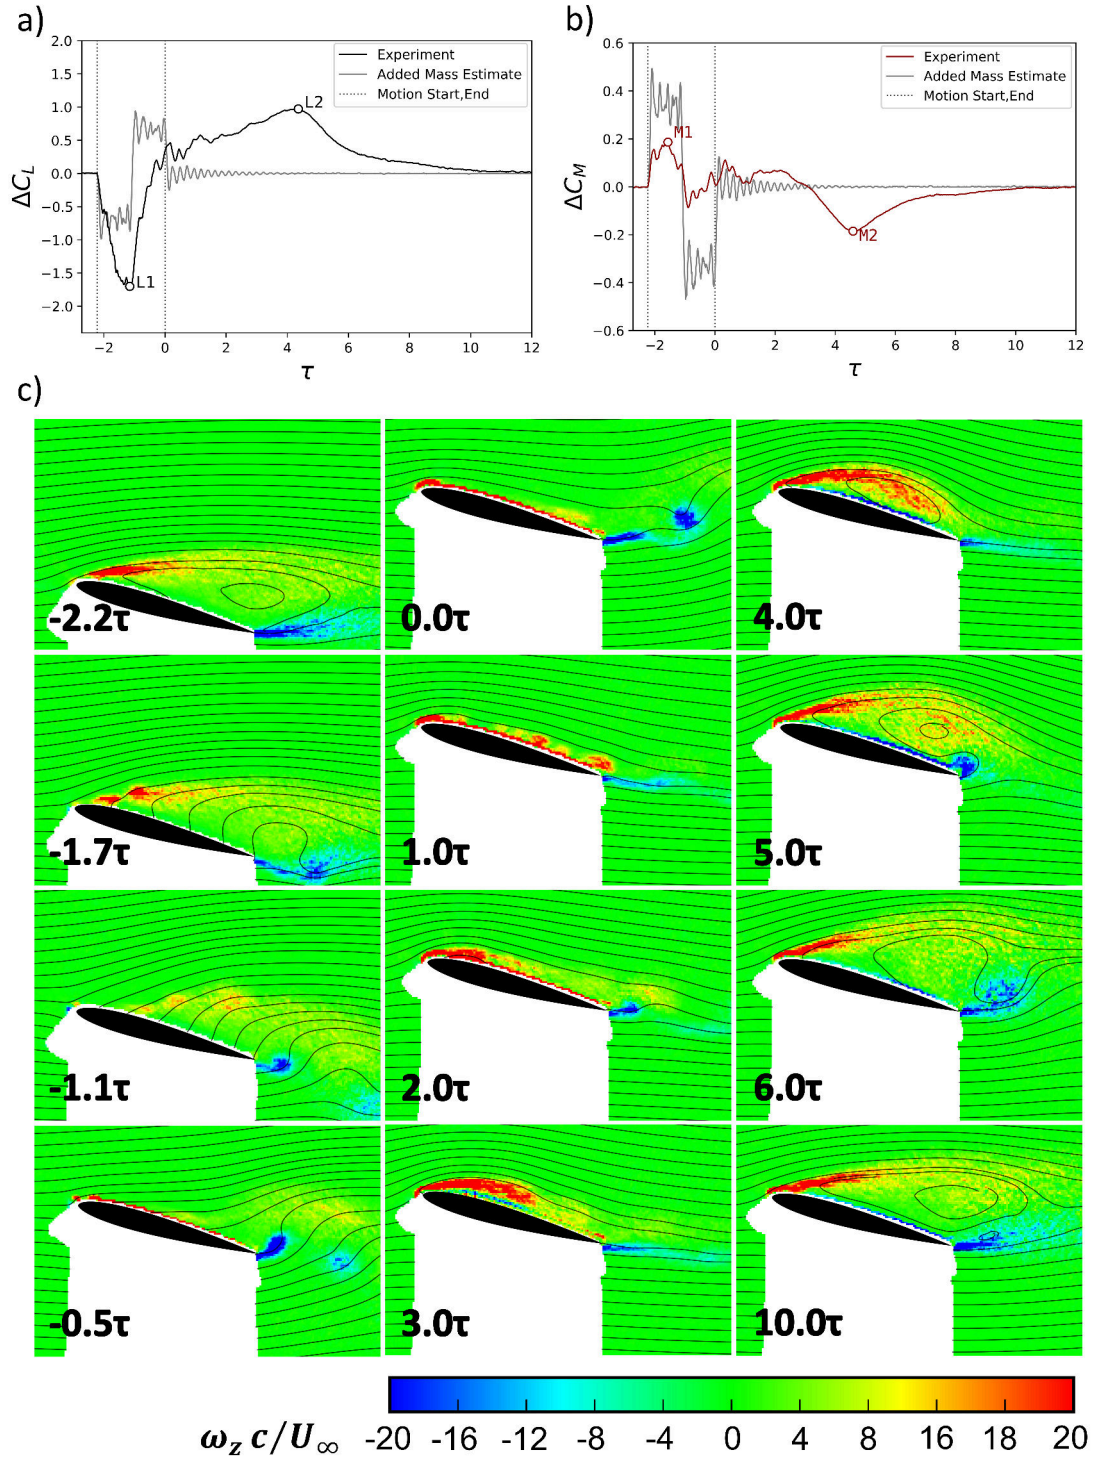 a)
2.0
1.5
1.0
0.5
0.0
−0.5
−1.0
−1.5
−2.0
ΔC_L
Experiment
Added Mass Estimate
Motion Start,End
L1
L2
−2 0 2 4 6 8 10 12
τ
b)
0.6
0.4
0.2
0.0
−0.2
−0.4
−0.6
ΔC_M
Experiment
Added Mass Estimate
Motion Start,End
M1
M2
−2 0 2 4 6 8 10 12
τ
c)
-2.2τ
0.0τ
4.0τ
-1.7τ
1.0τ
5.0τ
-1.1τ
2.0τ
6.0τ
-0.5τ
3.0τ
10.0τ
ω_z c/U_∞ -20 -16 -12 -8 -4 0 4 8 16 18 20